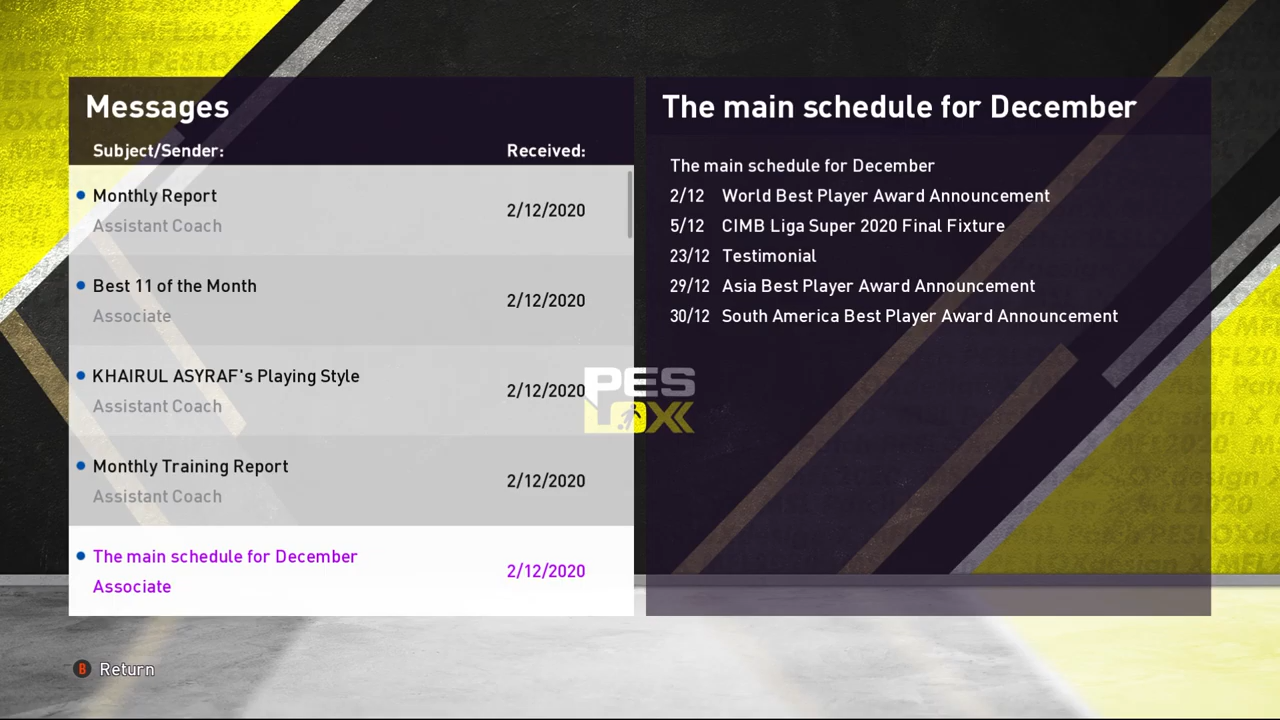 Messages
Subject/Sender:
Received:
Monthly Report
Assistant Coach
2/12/2020
Best 11 of the Month
Associate
2/12/2020
KHAIRUL ASYRAF's Playing Style
Assistant Coach
2/12/2020
Monthly Training Report
Assistant Coach
2/12/2020
The main schedule for December
Associate
2/12/2020
The main schedule for December
The main schedule for December
2/12 World Best Player Award Announcement
5/12 CIMB Liga Super 2020 Final Fixture
23/12 Testimonial
29/12 Asia Best Player Award Announcement
30/12 South America Best Player Award Announcement
PES
LOX
B Return